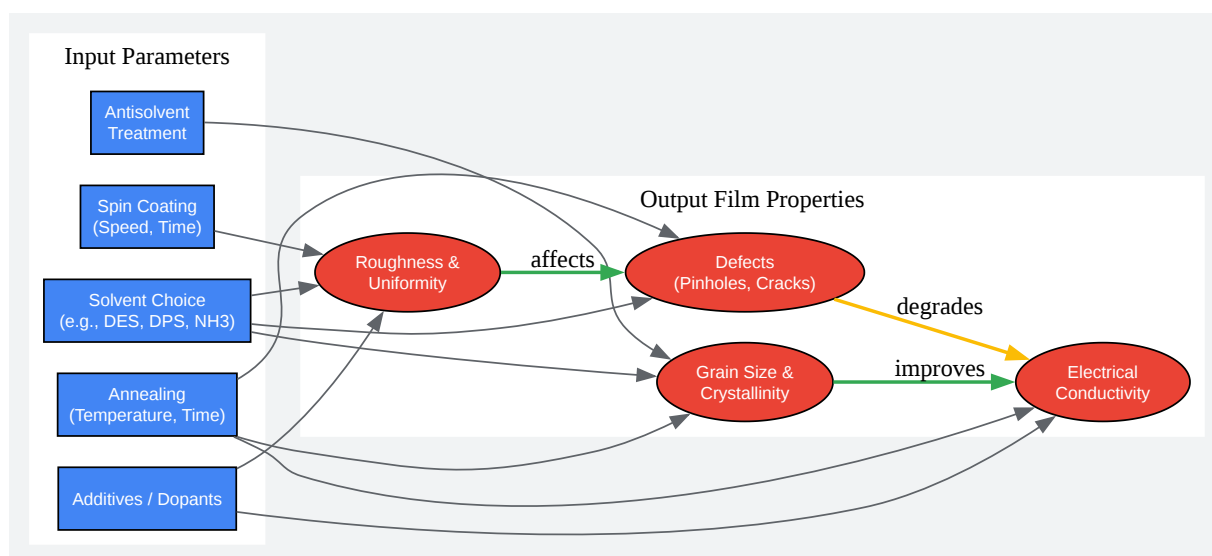 Input Parameters
Antisolvent
Treatment
Spin Coating
(Speed, Time)
Solvent Choice
(e.g., DES, DPS, NH3)
Annealing
(Temperature, Time)
Additives / Dopants
Output Film Properties
Roughness &
Uniformity
affects
Defects
(Pinholes, Cracks)
degrades
Grain Size &
Crystallinity
improves
Electrical
Conductivity